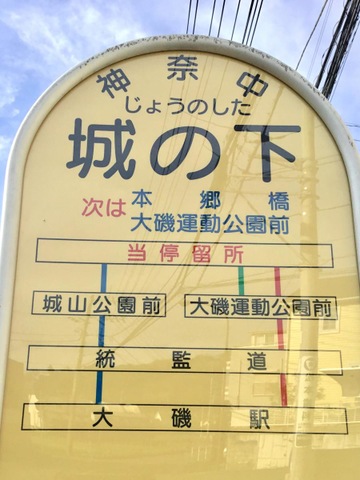 神奈中
じょうのした
城の下
次は 本郷橋
大磯運動公園前
当停留所
城山公園前 大磯運動公園前
統監道
大磯駅